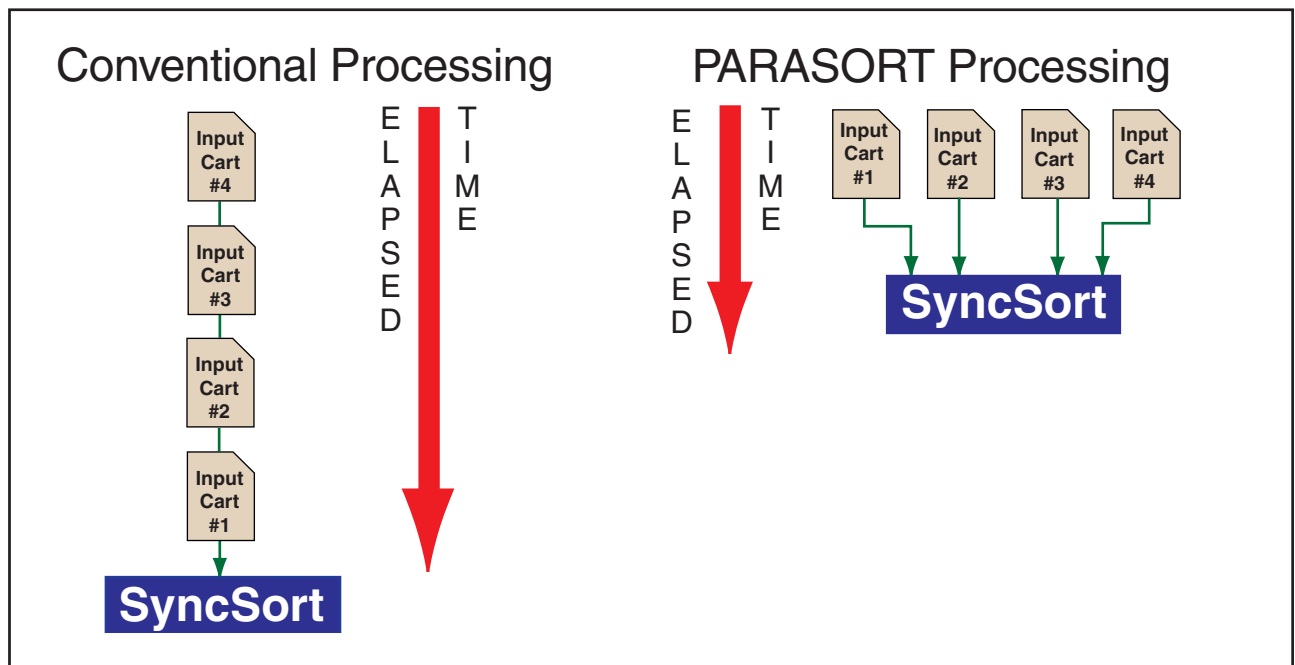 Conventional Processing
Input
Cart
#4
Input
Cart
#3
Input
Cart
#2
Input
Cart
#1
SyncSort
ELAPSED
TIME
PARASORT Processing
ELAPSED
TIME
Input
Cart
#1
Input
Cart
#2
Input
Cart
#3
Input
Cart
#4
SyncSort